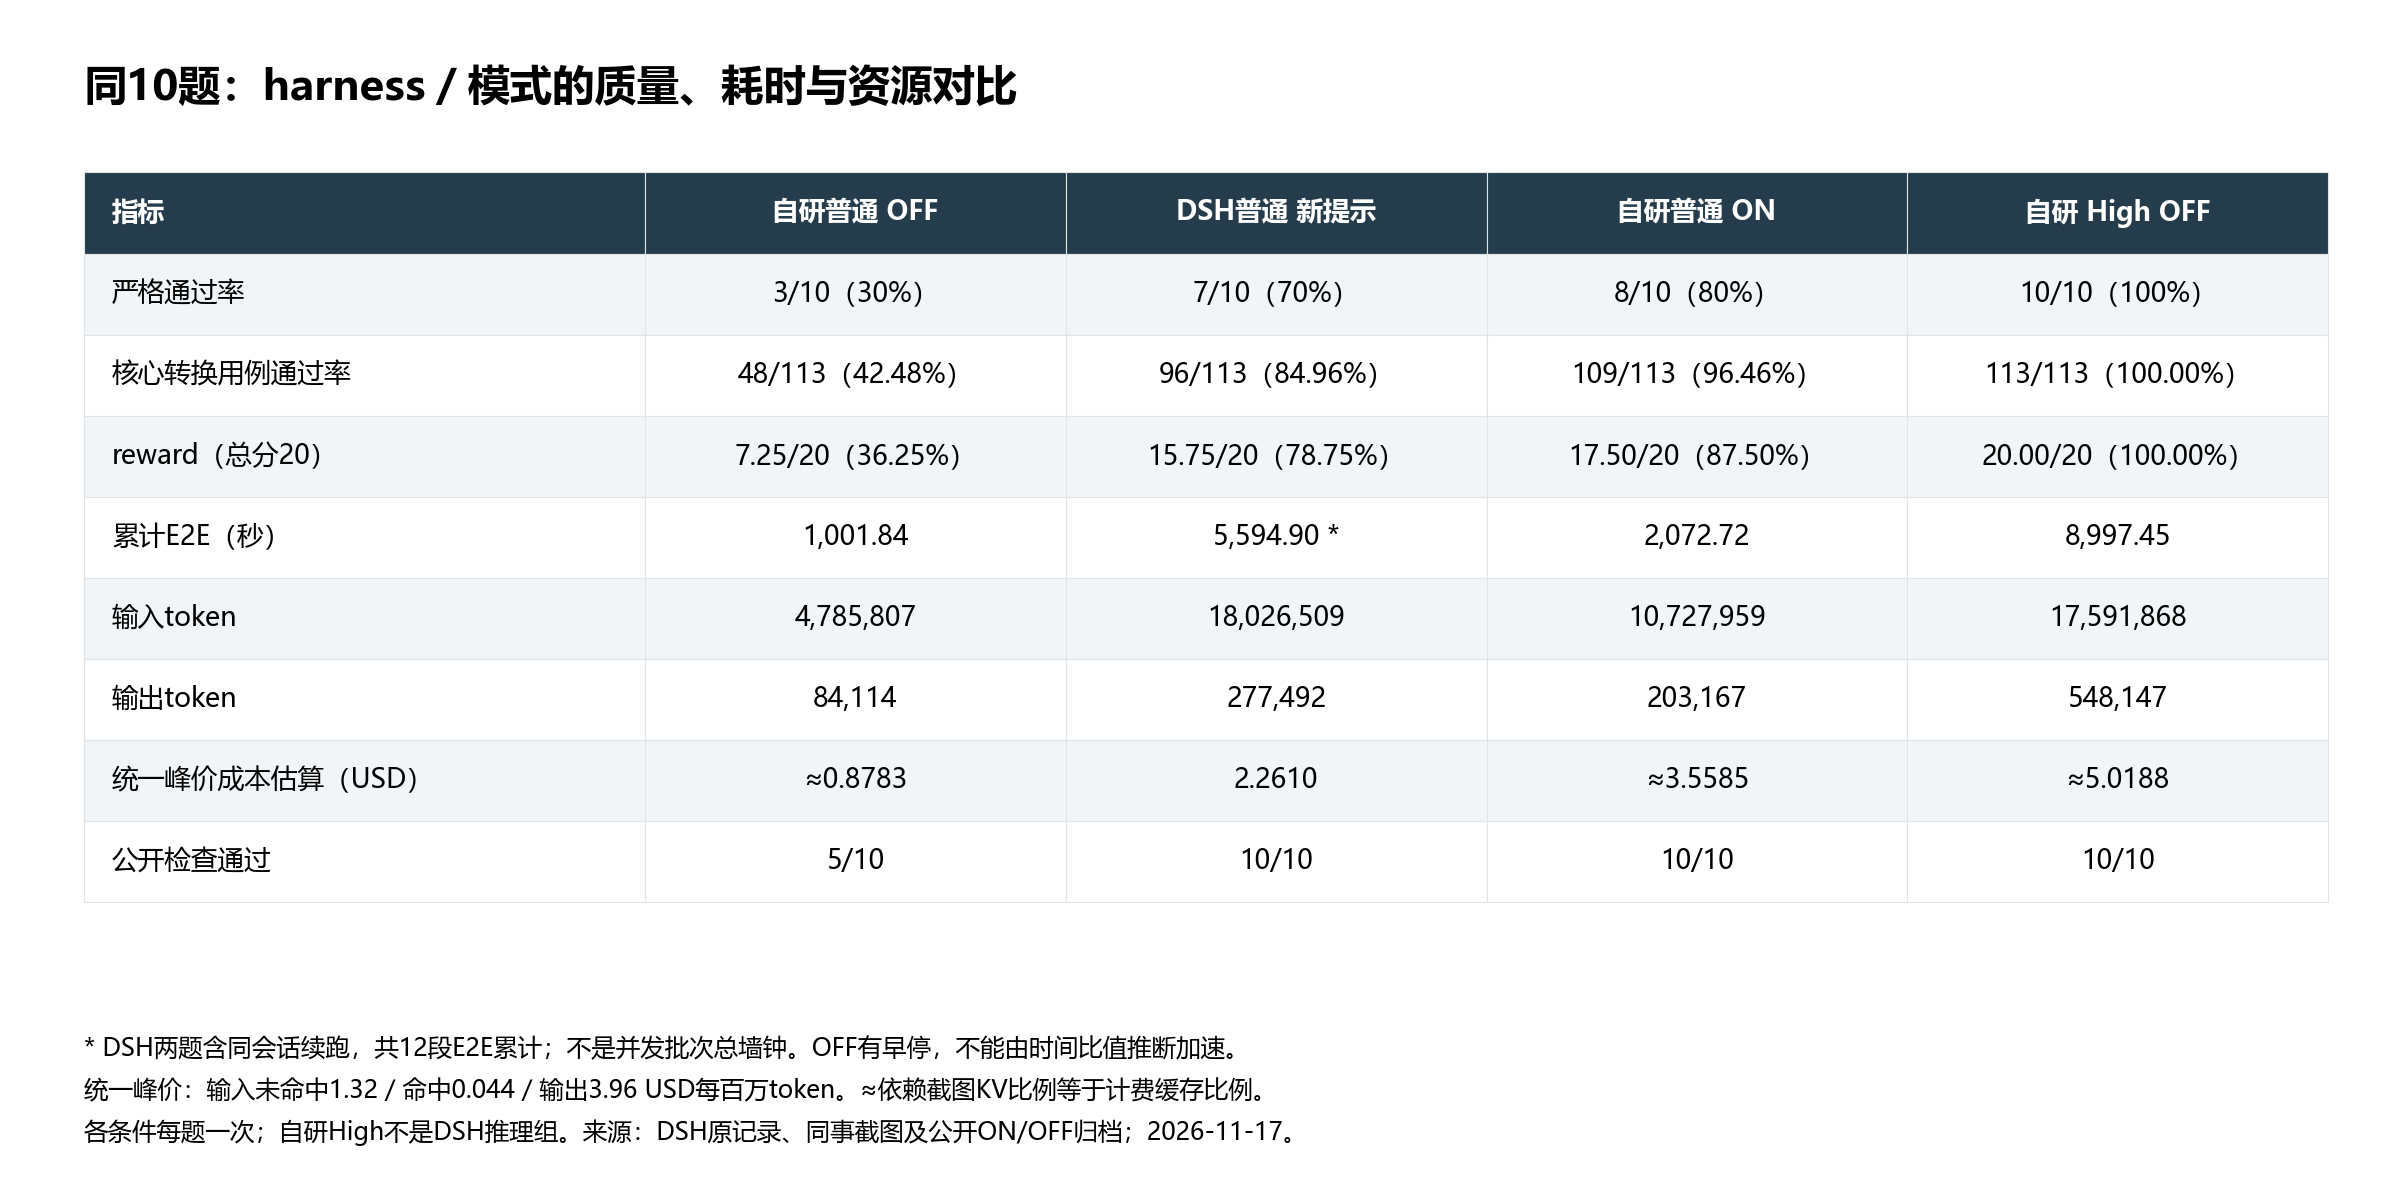 同10题：harness / 模式的质量、耗时与资源对比
指标 自研普通 OFF DSH普通 新提示 自研普通 ON 自研 High OFF
严格通过率 3/10（30%） 7/10（70%） 8/10（80%） 10/10（100%）
核心转换用例通过率 48/113（42.48%） 96/113（84.96%） 109/113（96.46%） 113/113（100.00%）
reward（总分20） 7.25/20（36.25%） 15.75/20（78.75%） 17.50/20（87.50%） 20.00/20（100.00%）
累计E2E（秒） 1,001.84 5,594.90 * 2,072.72 8,997.45
输入token 4,785,807 18,026,509 10,727,959 17,591,868
输出token 84,114 277,492 203,167 548,147
统一峰价成本估算（USD） ≈0.8783 2.2610 ≈3.5585 ≈5.0188
公开检查通过 5/10 10/10 10/10 10/10
* DSH两题含同会话续跑，共12段E2E累计；不是并发批次总墙钟。OFF有早停，不能由时间比值推断加速。
统一峰价：输入未命中1.32 / 命中0.044 / 输出3.96 USD每百万token。≈依赖截图KV比例等于计费缓存比例。
各条件每题一次；自研High不是DSH推理组。来源：DSH原记录、同事截图及公开ON/OFF归档；2026-11-17。